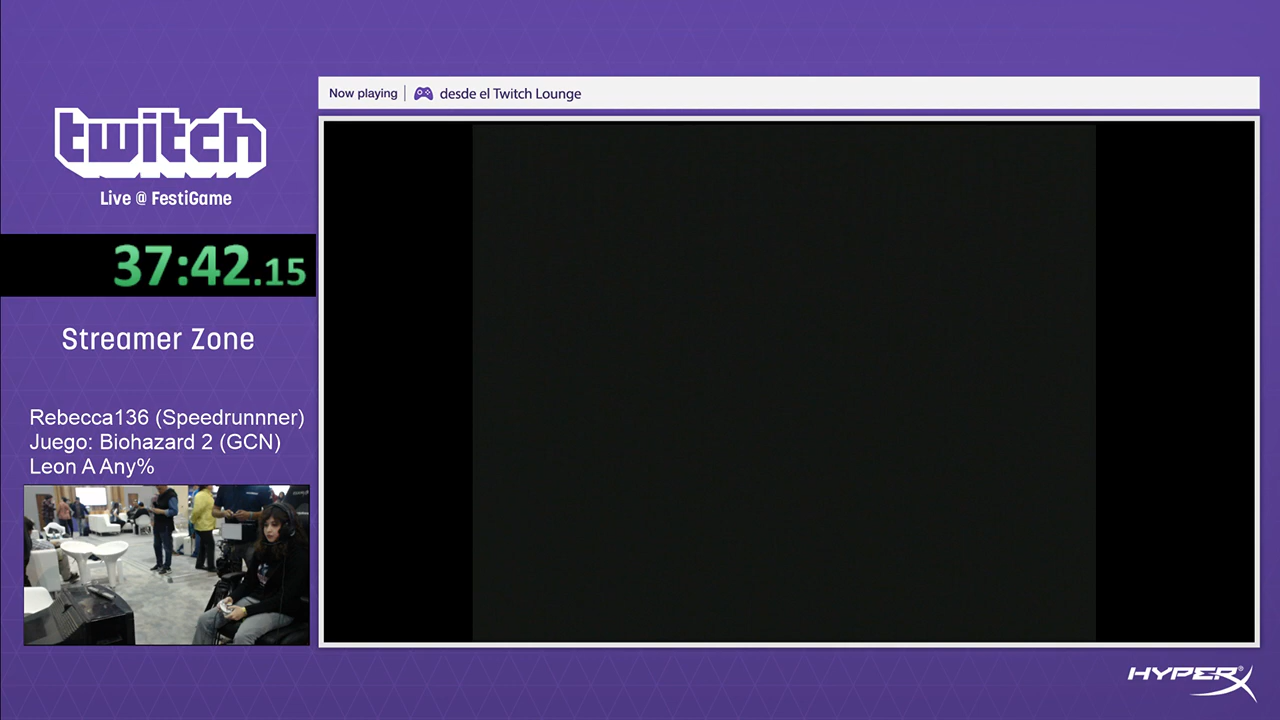 Now playing | desde el Twitch Lounge
twitch
Live @ FestiGame
37:42.15
Streamer Zone
Rebecca136 (Speedrunnner)
Juego: Biohazard 2 (GCN)
Leon A Any%
HYPERX